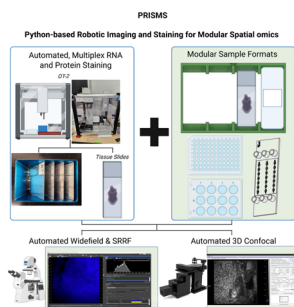 PRISMS
Python-based Robotic Imaging and Staining for Modular Spatial omics
Automated, Multiplex RNA
and Protein Staining
OT-2
Tissue Slides
Modular Sample Formats
Automated Widefield & SRRF
Automated 3D Confocal